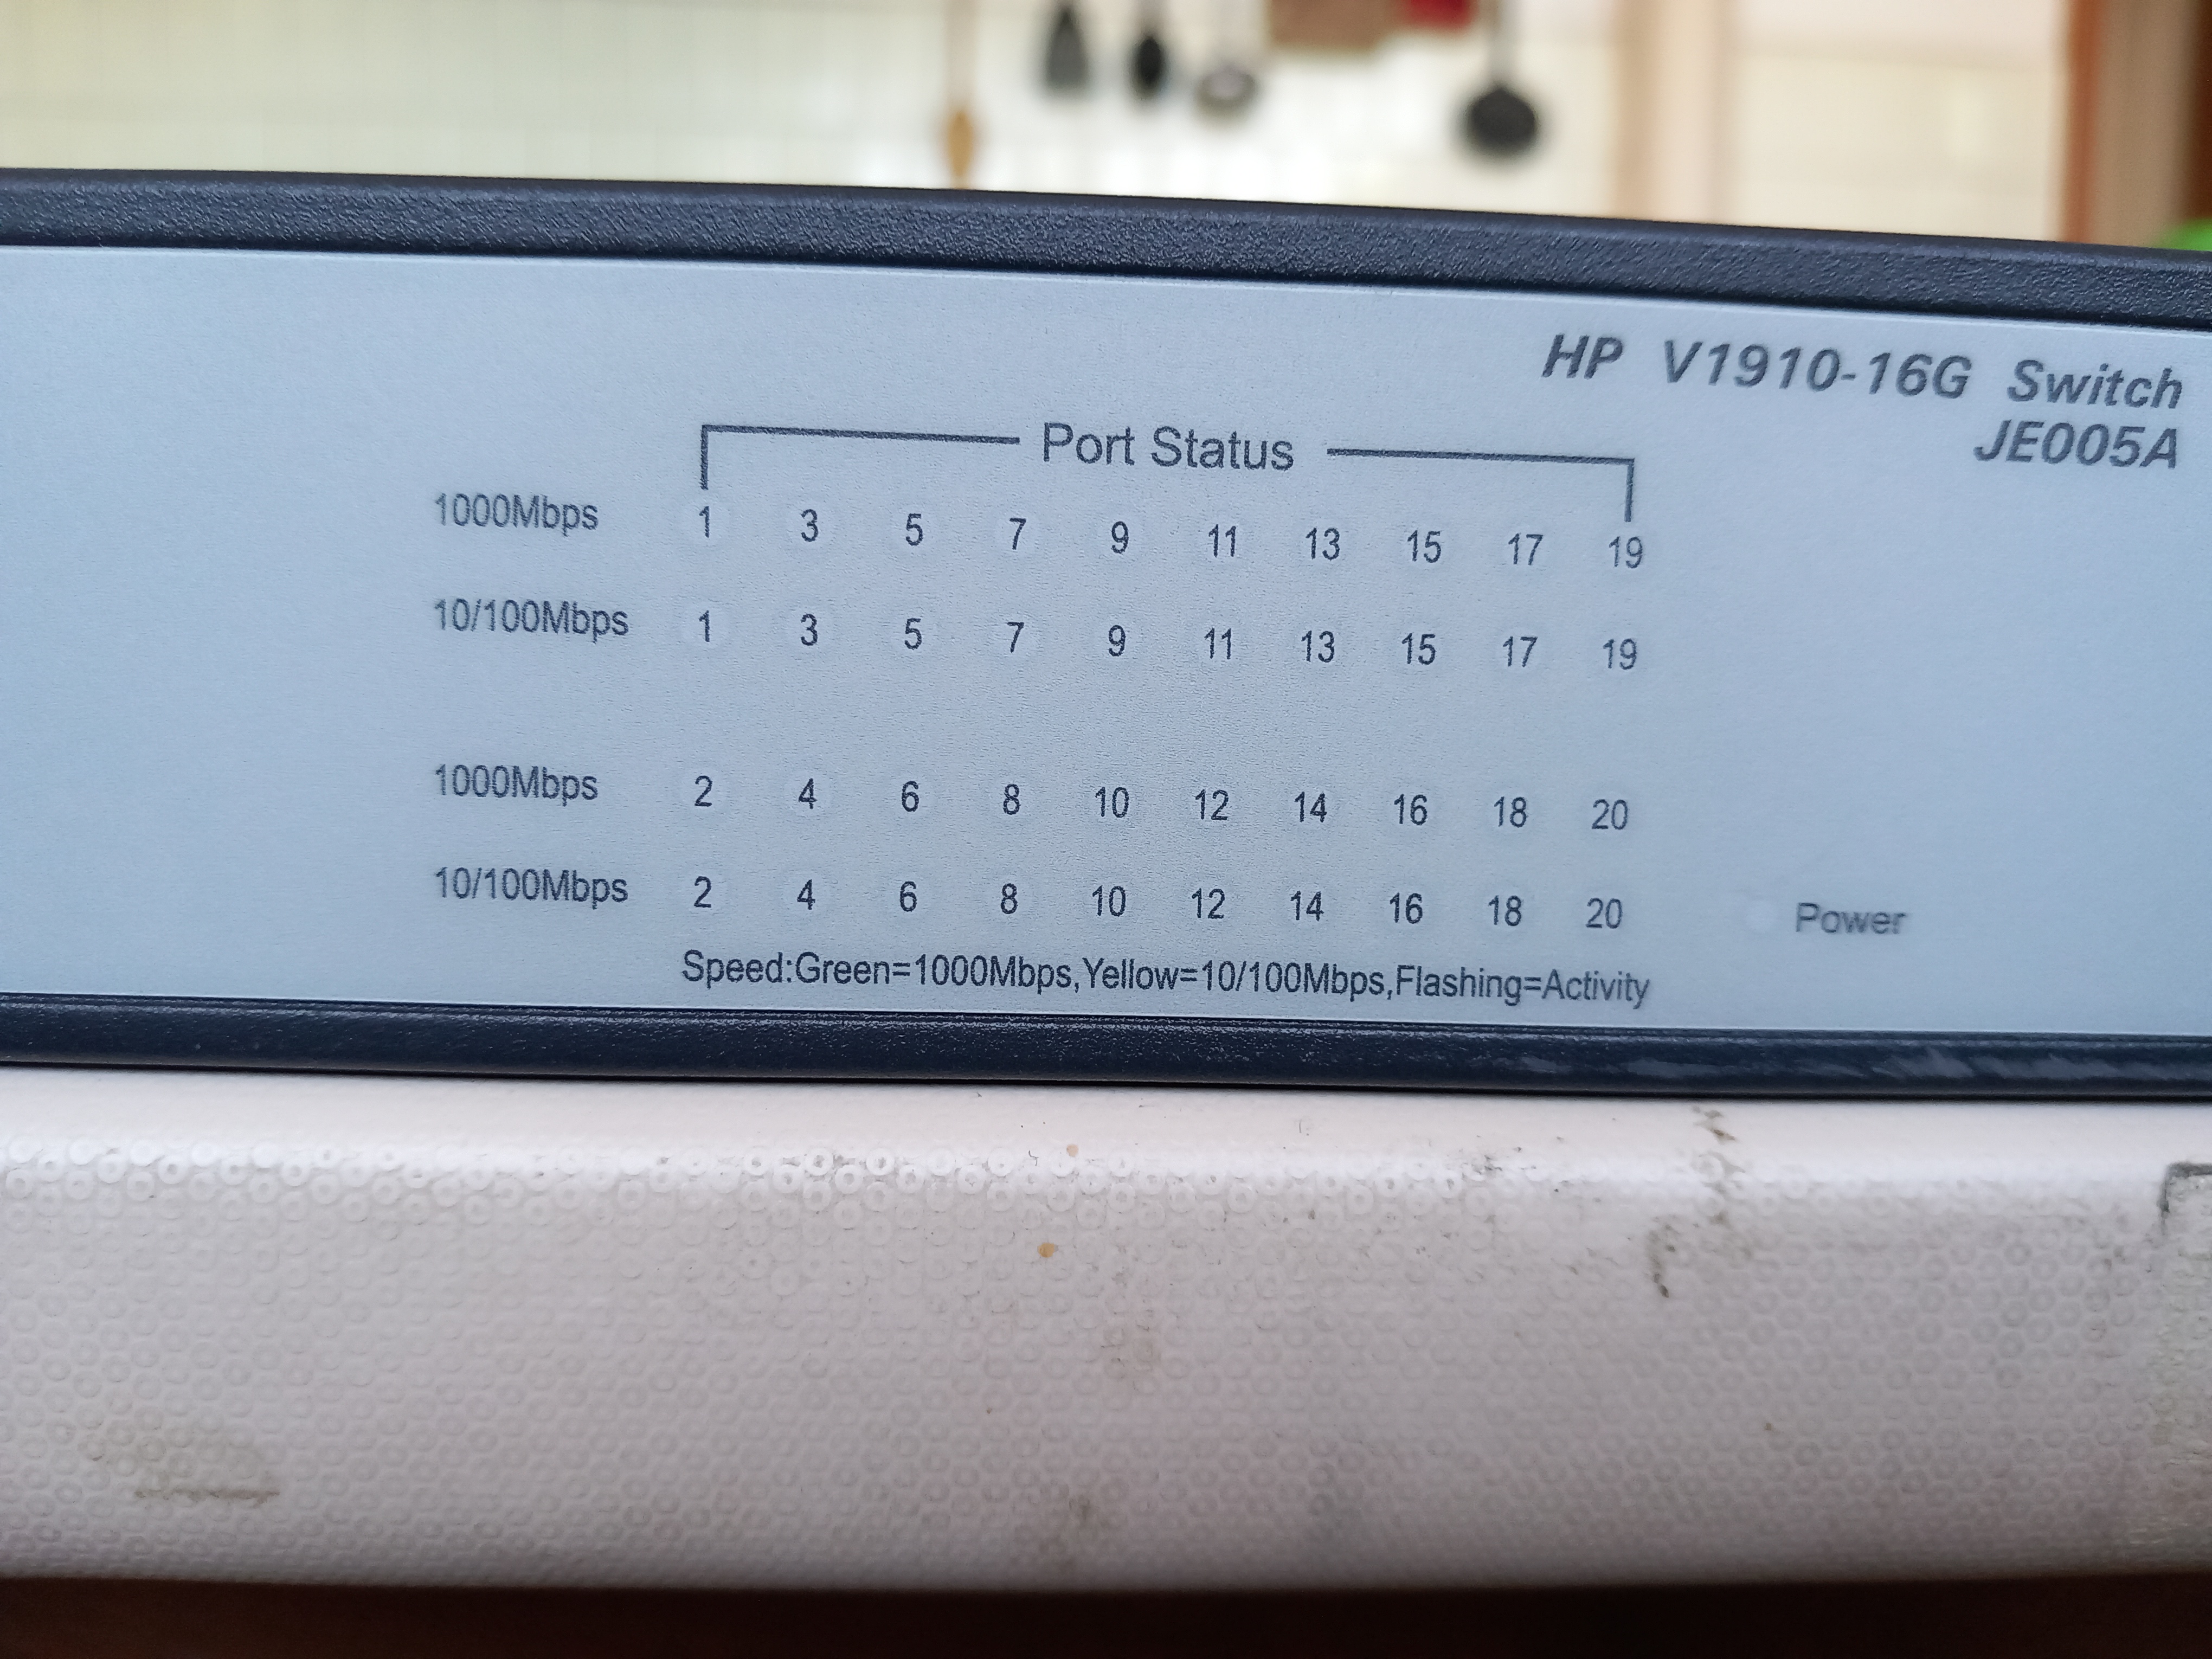 HP V1910-16G Switch
JE005A
Port Status
1000Mbps 1 3 5 7 9 11 13 15 17 19
10/100Mbps 1 3 5 7 9 11 13 15 17 19
1000Mbps 2 4 6 8 10 12 14 16 18 20
10/100Mbps 2 4 6 8 10 12 14 16 18 20
Power
Speed:Green=1000Mbps,Yellow=10/100Mbps,Flashing=Activity